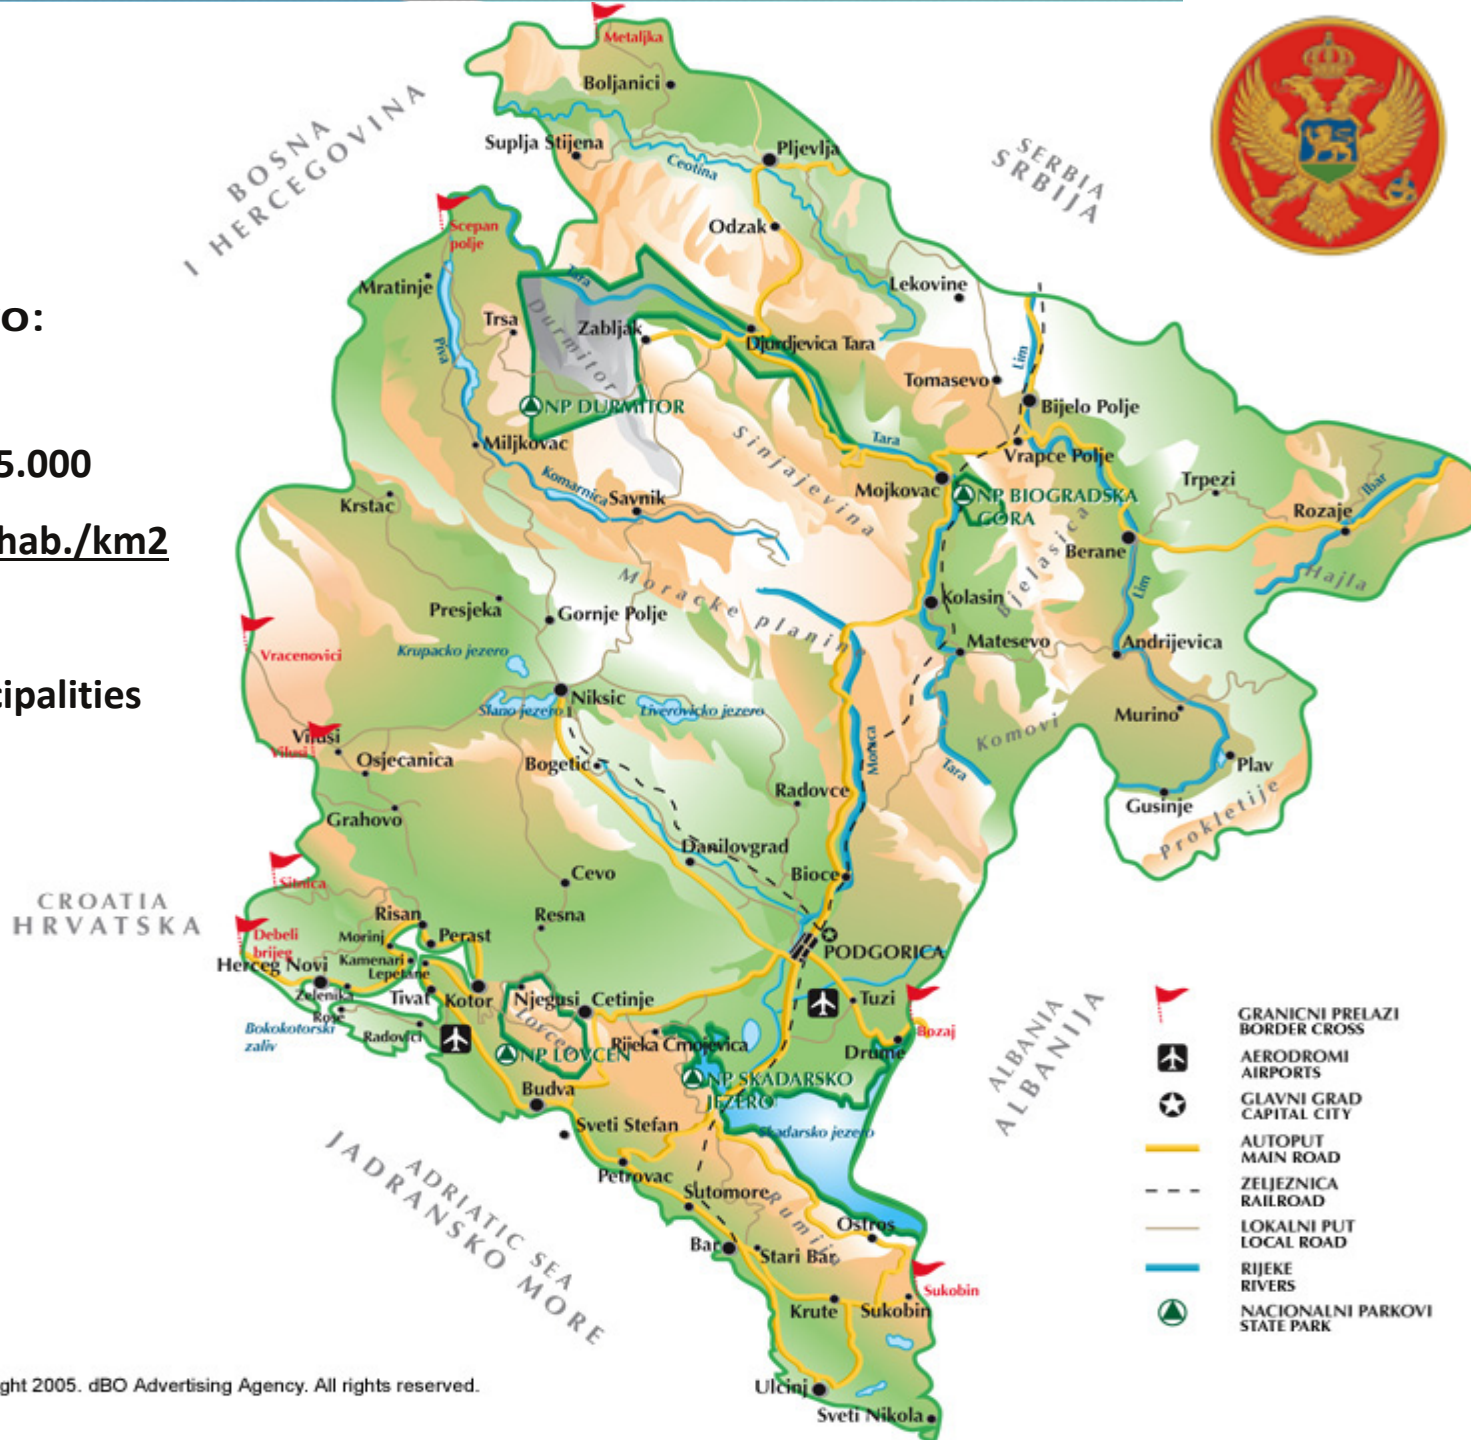 Metaljka
Boljanici
BOSNA
I HERCEGOVINA
Suplja Stijena
Pljevlja
SERBIA
SRBIJA
Ceotina
Scepan
polje
Odzak
Mratinje
Tara
Lekovine
o:
Trsa
Durmitor
Zabljak
Djurdjevica Tara
Piva
Lim
Tomasevo
NP DURMITOR
Bijelo Polje
Sinjajevina
Tara
Miljkovac
Vrapce Polje
5.000
Komarnica
Savnik
Mojkovac
NP BIOGRADSKA
GORA
Trpezi
Ibar
Krstac
Rozaje
hab./km2
Berane
Bjelasica
Moracke planine
Hajla
Lim
Presjeka
Gornje Polje
Kolasin
Krupacko jezero
Matesevo
Andrijevica
Vracenovici
cipalities
Niksic
Slano jezero
Liverovicko jezero
Murino
Komovi
Vilusi
Vilusi
Osjecanica
Bogetic
Moraca
Tara
Plav
Radovce
Gusinje
Prokletije
Grahovo
Danilovgrad
Bioce
Cevo
Sitnica
CROATIA
HRVATSKA
Risan
Resna
Debeli
brijeg
Morinj
Perast
PODGORICA
Herceg Novi
Kamenari
Lepetane
Zelenika
Tivat
Kotor
Njegusi
Cetinje
Tuzi
Rose
Bokokotorski
zaliv
Radovici
Lovcen
Rijeka Crnojevica
Bozaj
Drume
NP LOVCEN
NP SKADARSKO
JEZERO
Budva
Skadarsko jezero
ALBANIA
ALBANIJA
Sveti Stefan
Petrovac
ADRIATIC SEA
JADRANSKO MORE
Sutomore
Rumija
Ostros
Bar
Stari Bar
Sukobin
Krute
Sukobin
Ulcinj
Sveti Nikola
GRANICNI PRELAZI
BORDER CROSS
AERODROMI
AIRPORTS
GLAVNI GRAD
CAPITAL CITY
AUTOPUT
MAIN ROAD
ZELJEZNICA
RAILROAD
LOKALNI PUT
LOCAL ROAD
RIJEKE
RIVERS
NACIONALNI PARKOVI
STATE PARK
ght 2005. dBO Advertising Agency. All rights reserved.